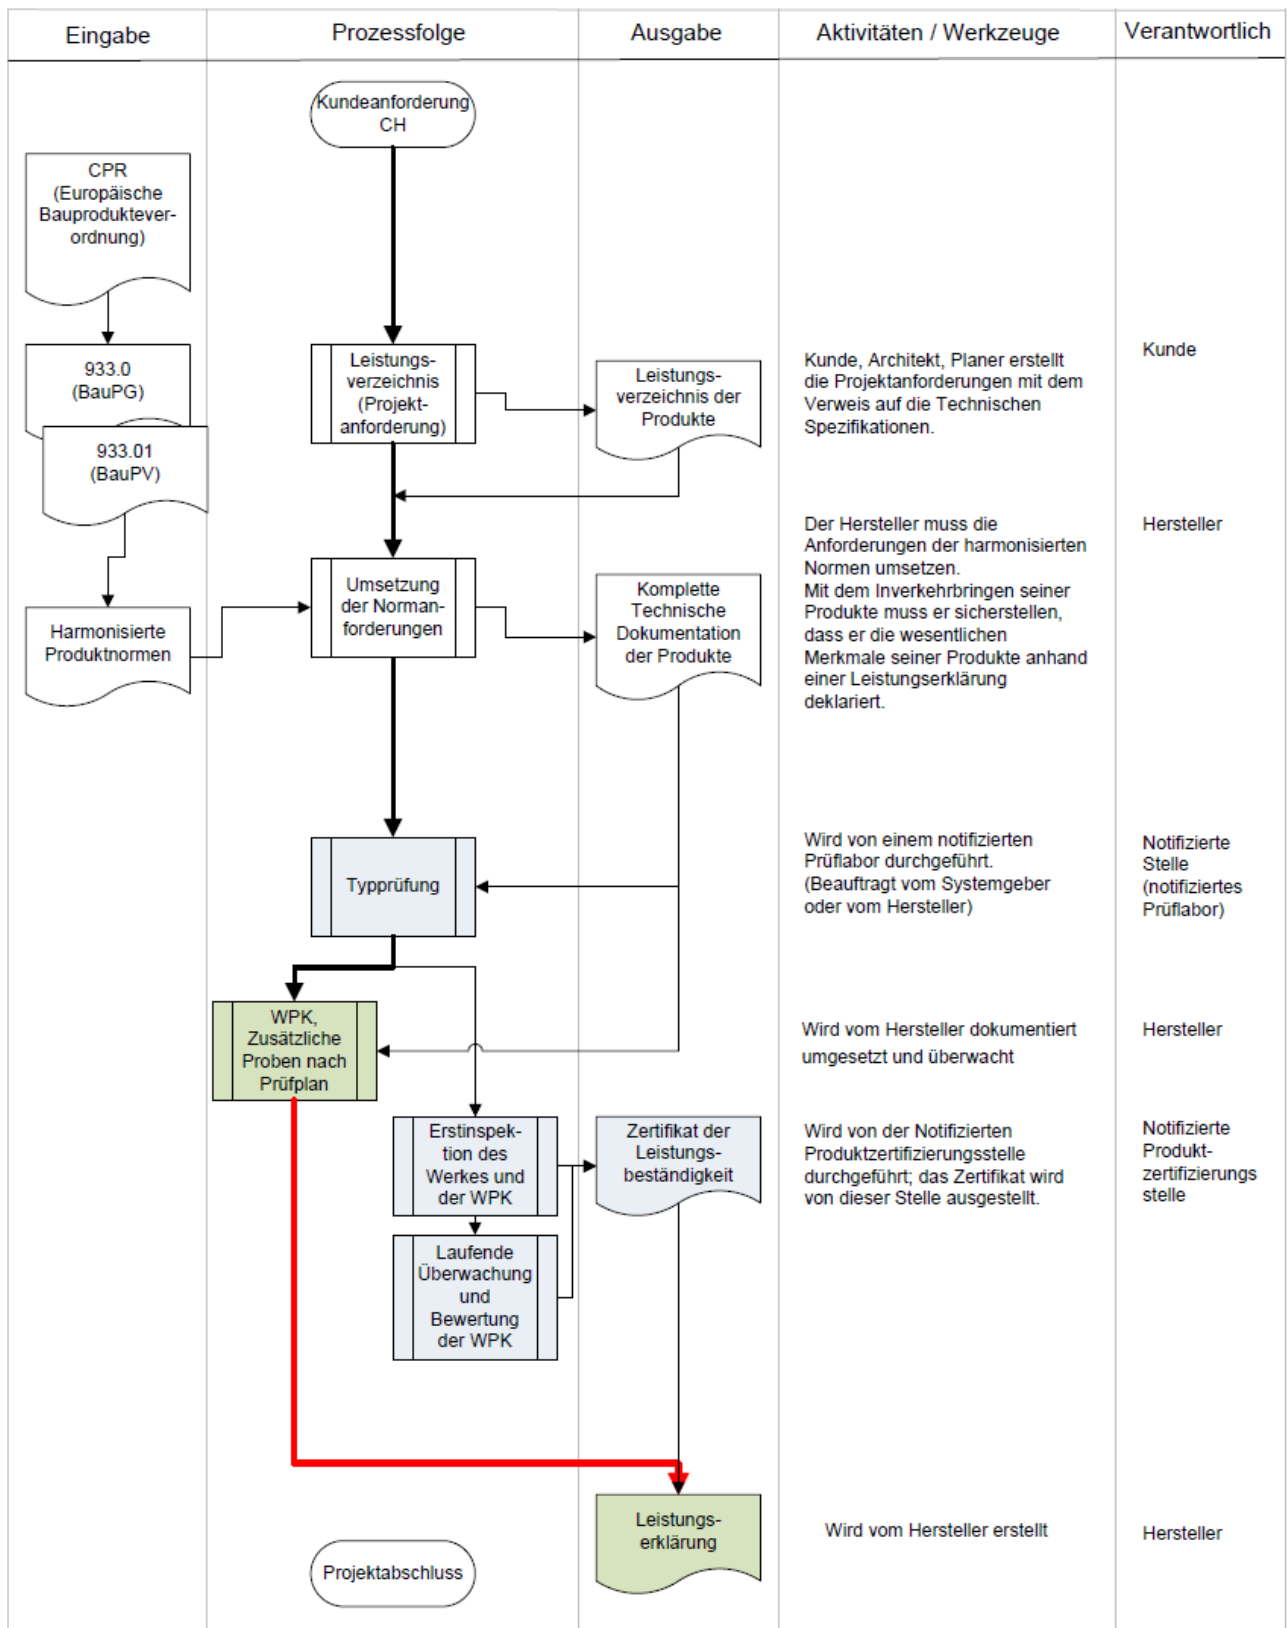 Eingabe
Prozessfolge
Ausgabe
Aktivitäten / Werkzeuge
Verantwortlich
Kundeanforderung
CH
CPR
(Europäische
Bauproduktever-
ordnung)
933.0
(BauPG)
933.01
(BauPV)
Harmonisierte
Produktnormen
Leistungs-
verzeichnis
(Projekt-
anforderung)
Leistungs-
verzeichnis der
Produkte
Kunde, Architekt, Planer erstellt
die Projektanforderungen mit dem
Verweis auf die Technischen
Spezifikationen.
Kunde
Umsetzung
der Norman-
forderungen
Komplette
Technische
Dokumentation
der Produkte
Der Hersteller muss die
Anforderungen der harmonisierten
Normen umsetzen.
Mit dem Inverkehrbringen seiner
Produkte muss er sicherstellen,
dass er die wesentlichen
Merkmale seiner Produkte anhand
einer Leistungserklärung
deklariert.
Hersteller
Typprüfung
Wird von einem notifizierten
Prüflabor durchgeführt.
(Beauftragt vom Systemgeber
oder vom Hersteller)
Notifizierte
Stelle
(notifiziertes
Prüflabor)
WPK,
Zusätzliche
Proben nach
Prüfplan
Wird vom Hersteller dokumentiert
umgesetzt und überwacht
Hersteller
Erstinspek-
tion des
Werkes und
der WPK
Zertifikat der
Leistungs-
beständigkeit
Wird von der Notifizierten
Produktzertifizierungsstelle
durchgeführt; das Zertifikat wird
von dieser Stelle ausgestellt.
Notifizierte
Produkt-
zertifizierungs
stelle
Laufende
Überwachung
und
Bewertung
der WPK
Leistungs-
erklärung
Wird vom Hersteller erstellt
Hersteller
Projektabschluss